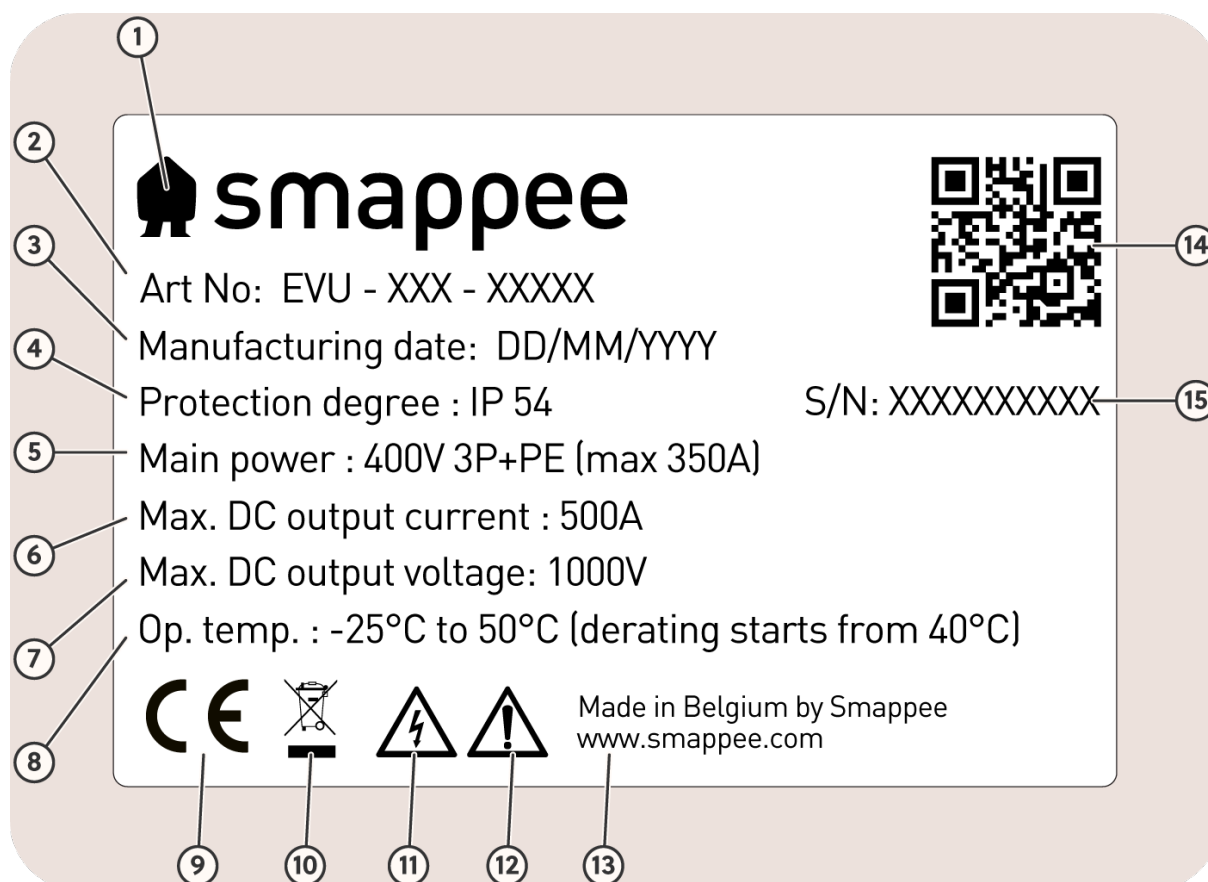 1
2
smappee
3
14
Art No: EVU - XXX - XXXXX
Manufacturing date: DD/MM/YYYY
4
Protection degree : IP 54
S/N: XXXXXXXXXX
15
5
Main power : 400V 3P+PE (max 350A)
Max. DC output current : 500A
6
Max. DC output voltage: 1000V
7
Op. temp. : -25°C to 50°C (derating starts from 40°C)
8
CE
Made in Belgium by Smappee
www.smappee.com
9
10
11
12
13